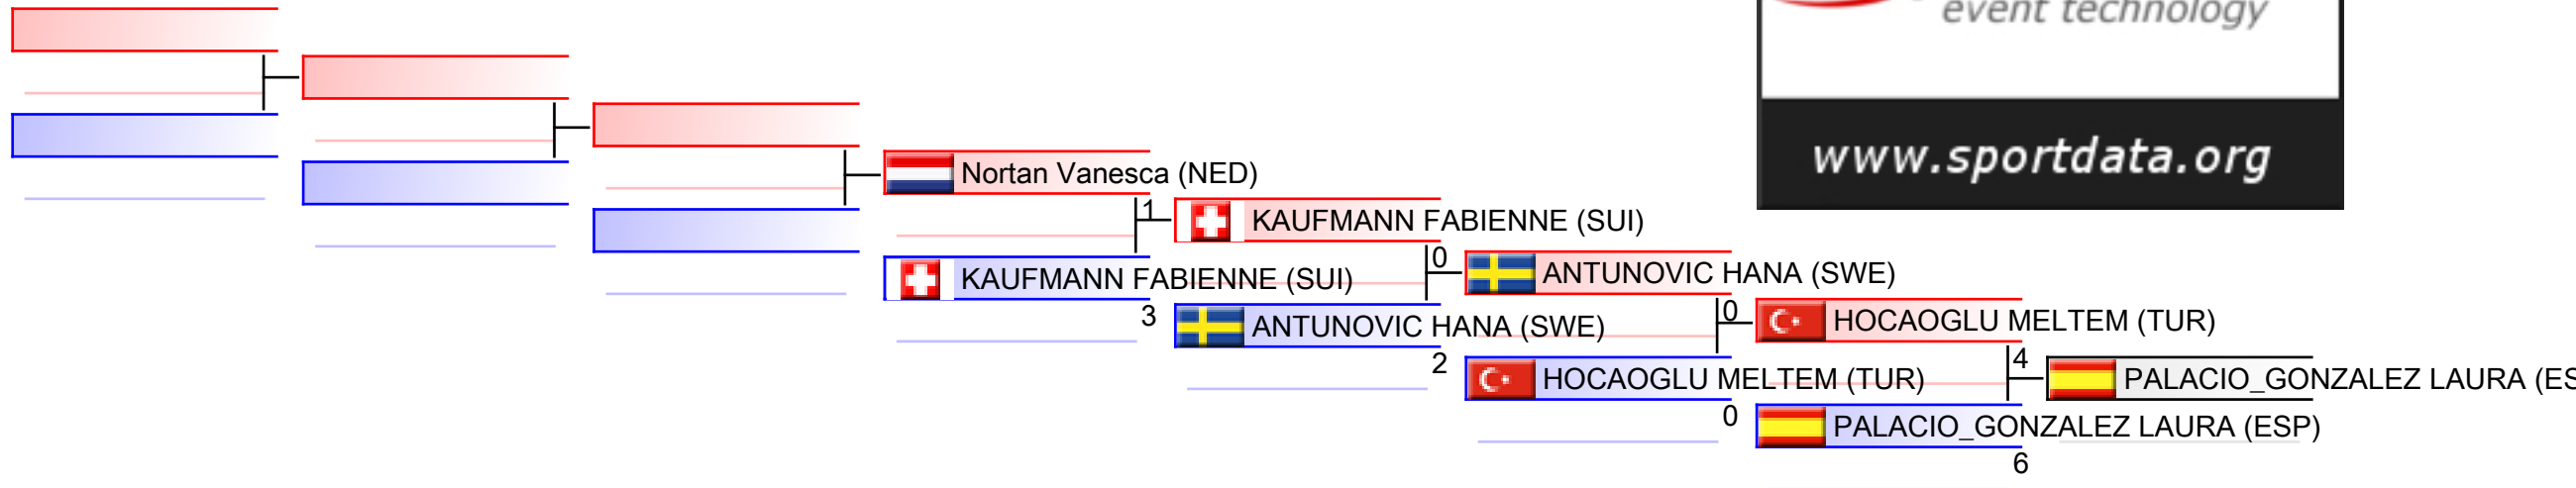 event technology
www.sportdata.org
Nortan Vanesca (NED)
1
KAUFMANN FABIENNE (SUI)
3
KAUFMANN FABIENNE (SUI)
0
ANTUNOVIC HANA (SWE)
2
ANTUNOVIC HANA (SWE)
0
HOCAOGLU MELTEM (TUR)
0
HOCAOGLU MELTEM (TUR)
4
PALACIO_GONZALEZ LAURA (ESP)
6
PALACIO_GONZALEZ LAURA (ES